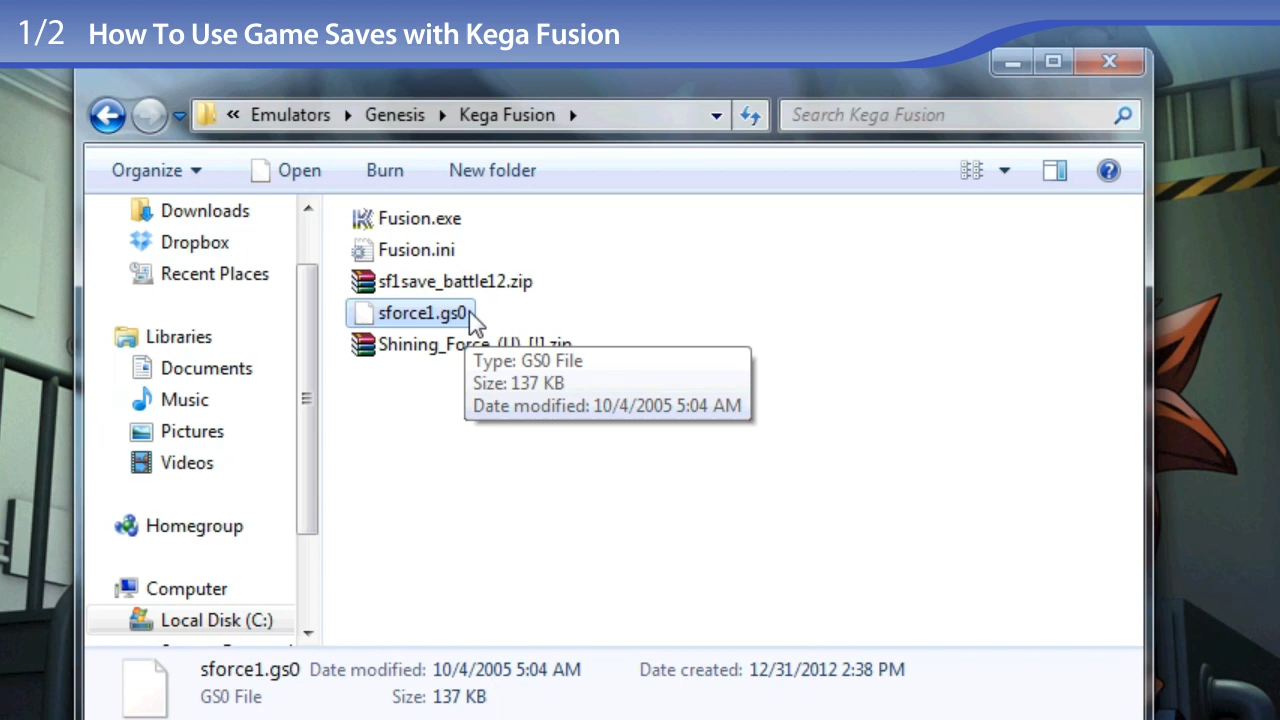 1/2 How To Use Game Saves with Kega Fusion
« Emulators Genesis Kega Fusion
Search Kega Fusion
Organize Open Burn New folder
Downloads
Dropbox
Recent Places
Libraries
Documents
Music
Pictures
Videos
Homegroup
Computer
Local Disk (C:)
Fusion.exe
Fusion.ini
sf1save_battle12.zip
sforce1.gs0
Shining_Force_(U)_[!].zip
Type: GS0 File
Size: 137 KB
Date modified: 10/4/2005 5:04 AM
sforce1.gs0 Date modified: 10/4/2005 5:04 AM Date created: 12/31/2012 2:38 PM
GS0 File Size: 137 KB